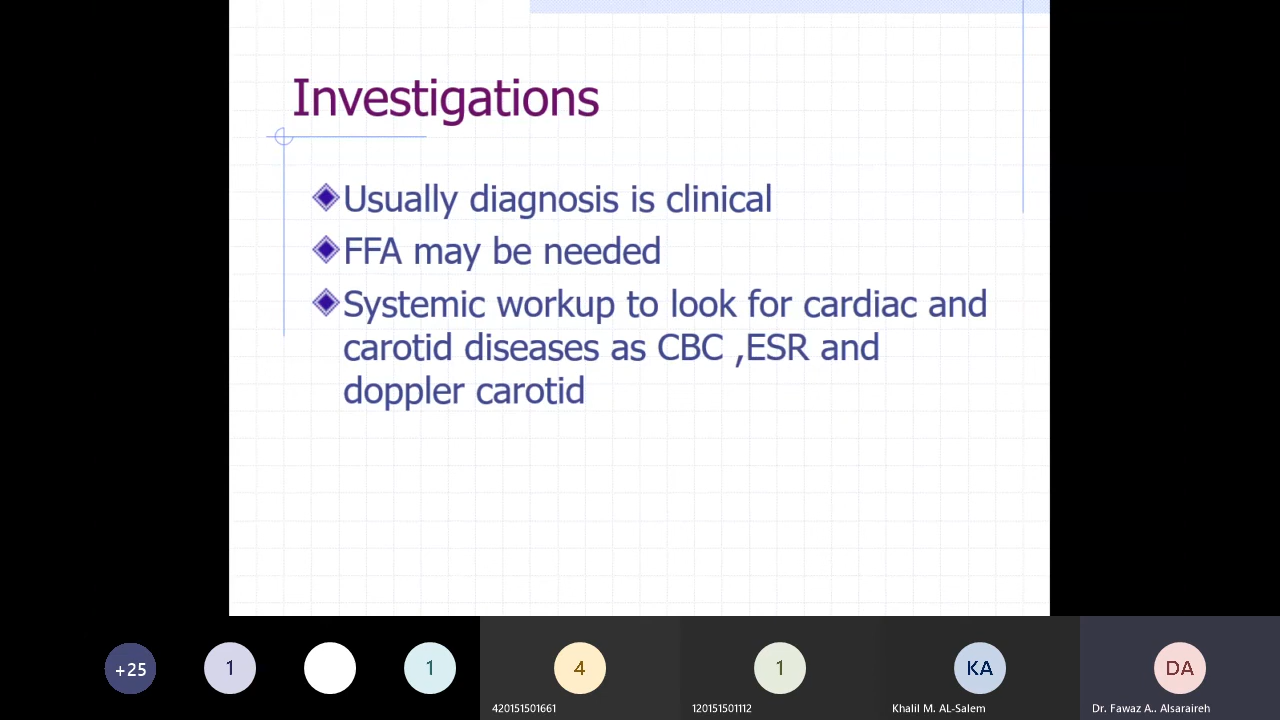 Investigations
Usually diagnosis is clinical
FFA may be needed
Systemic workup to look for cardiac and
carotid diseases as CBC ,ESR and
doppler carotid
+25
1
1
4
1
KA
DA
420151501661
120151501112
Khalil M. AL-Salem
Dr. Fawaz A.. Alsaraireh